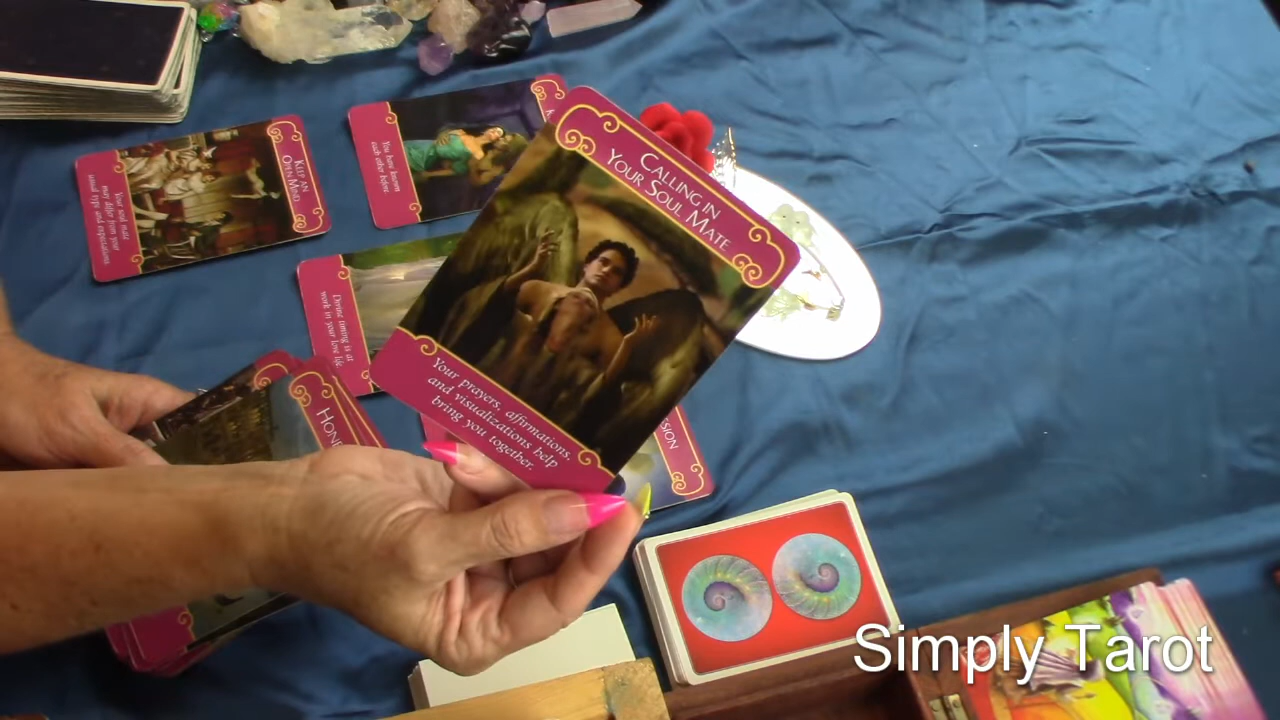 KEEP AN
OPEN MIND
Your soul mate
may differ from your
usual type and expectations
You have known
each other before.
CALLING IN
YOUR SOUL MATE
Your prayers, affirmations,
and visualizations help
bring you together.
Divine timing is at
work in your love life.
Simply Tarot